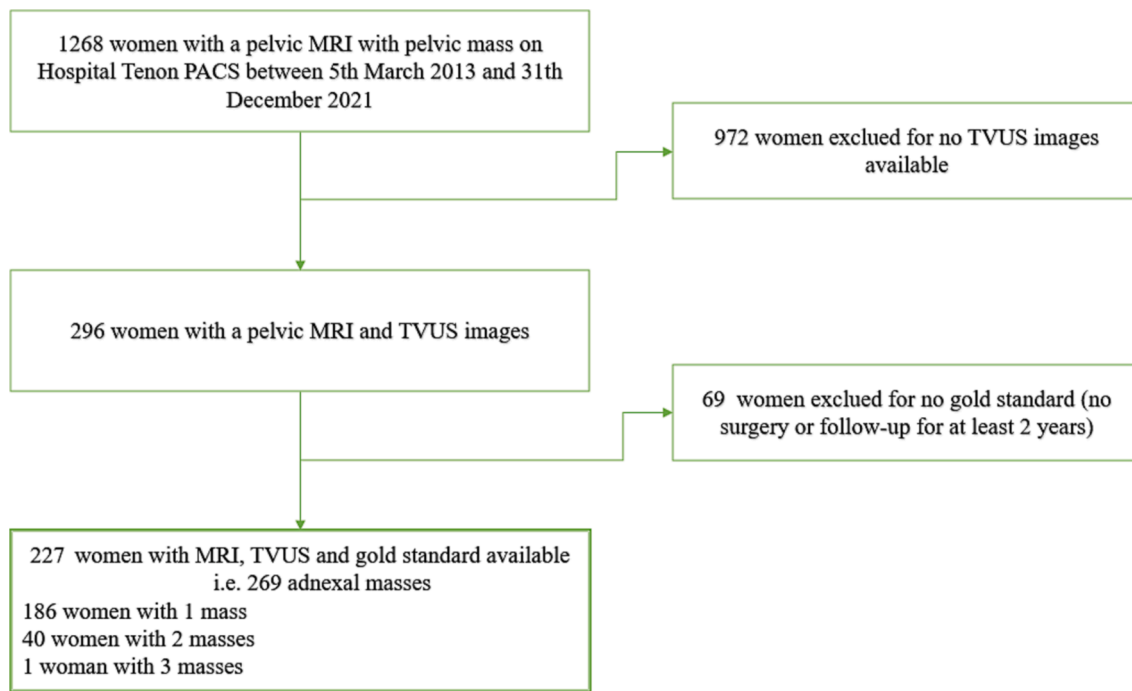 1268 women with a pelvic MRI with pelvic mass on
Hospital Tenon PACS between 5th March 2013 and 31th
December 2021
972 women exclued for no TVUS images
available
296 women with a pelvic MRI and TVUS images
69 women exclued for no gold standard (no
surgery or follow-up for at least 2 years)
227 women with MRI, TVUS and gold standard available
i.e. 269 adnexal masses
186 women with 1 mass
40 women with 2 masses
1 woman with 3 masses